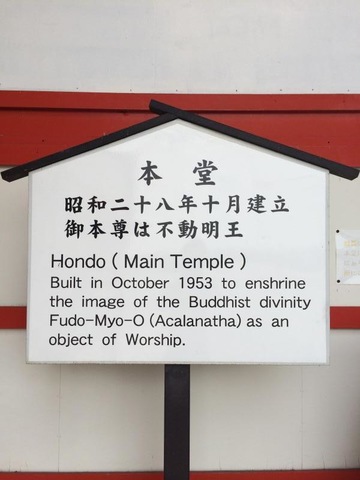 本堂
昭和二十八年十月建立
御本尊は不動明王
Hondo ( Main Temple )
Built in October 1953 to enshrine
the image of the Buddhist divinity
Fudo-Myo-O (Acalanatha) as an
object of Worship.